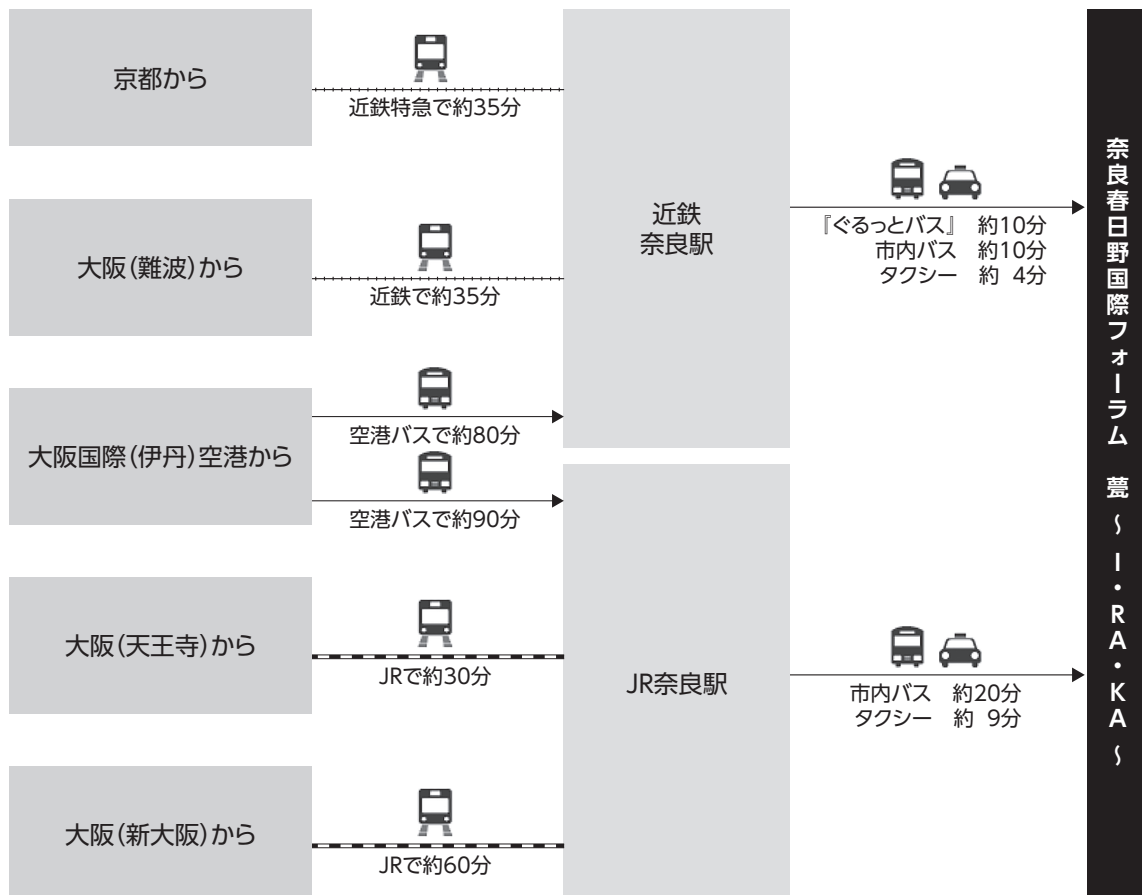 京都から
近鉄特急で約35分
大阪（難波）から
近鉄で約35分
大阪国際（伊丹）空港から
空港バスで約80分
空港バスで約90分
大阪（天王寺）から
JRで約30分
大阪（新大阪）から
JRで約60分
近鉄
奈良駅
『ぐるっとバス』　約10分
市内バス　約10分
タクシー　約 4分
JR奈良駅
市内バス　約20分
タクシー　約 9分
奈良春日野国際フォーラム　甍～I・RA・KA～